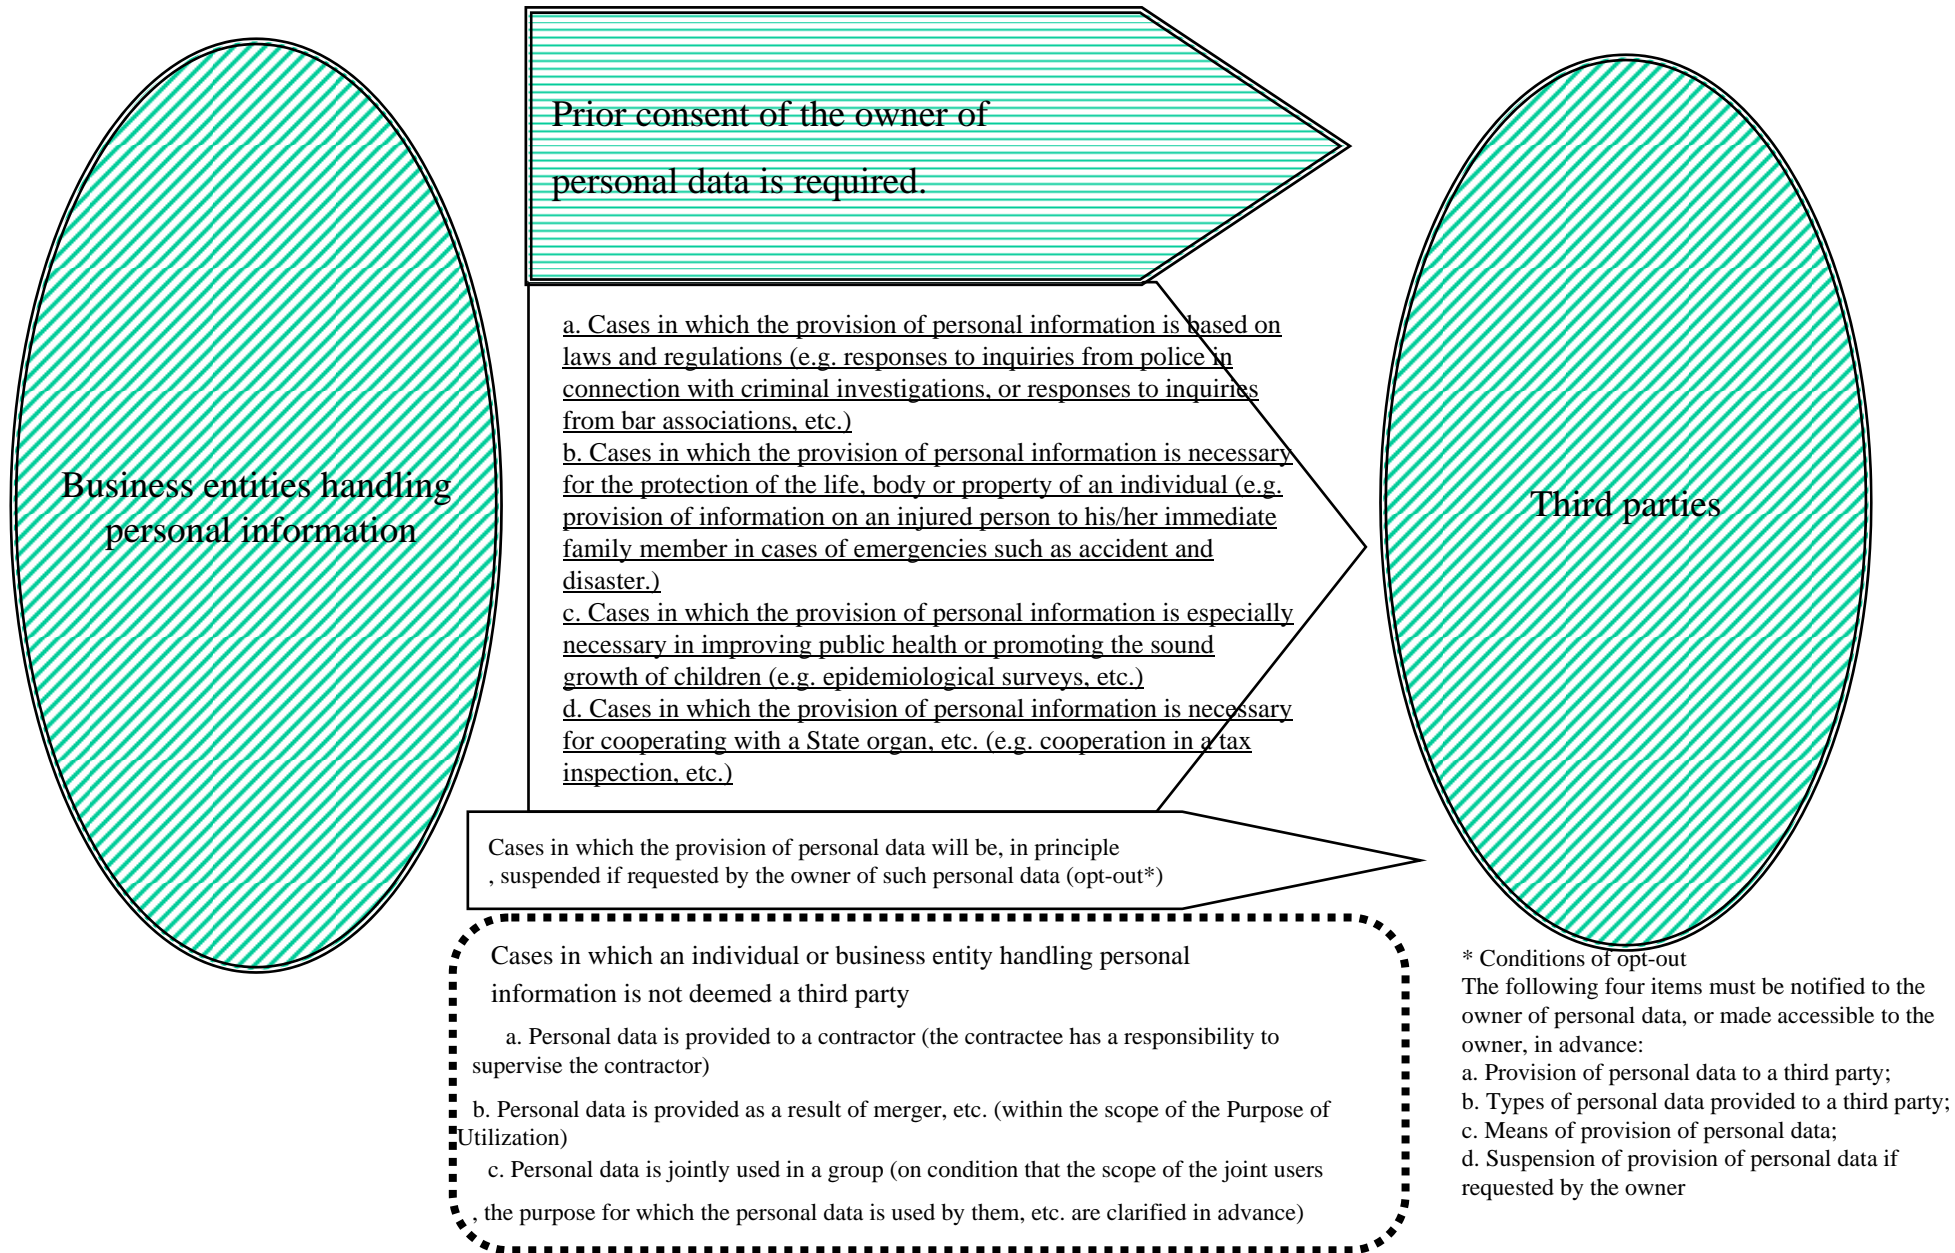 Prior consent of the owner of
personal data is required.
Business entities handling
personal information
a. Cases in which the provision of personal information is based on
laws and regulations (e.g. responses to inquiries from police in
connection with criminal investigations, or responses to inquiries
from bar associations, etc.)
b. Cases in which the provision of personal information is necessary
for the protection of the life, body or property of an individual (e.g.
provision of information on an injured person to his/her immediate
family member in cases of emergencies such as accident and
disaster.)
c. Cases in which the provision of personal information is especially
necessary in improving public health or promoting the sound
growth of children (e.g. epidemiological surveys, etc.)
d. Cases in which the provision of personal information is necessary
for cooperating with a State organ, etc. (e.g. cooperation in a tax
inspection, etc.)
Third parties
Cases in which the provision of personal data will be, in principle
, suspended if requested by the owner of such personal data (opt-out*)
Cases in which an individual or business entity handling personal
information is not deemed a third party
a. Personal data is provided to a contractor (the contractee has a responsibility to
supervise the contractor)
b. Personal data is provided as a result of merger, etc. (within the scope of the Purpose of
Utilization)
c. Personal data is jointly used in a group (on condition that the scope of the joint users
, the purpose for which the personal data is used by them, etc. are clarified in advance)
* Conditions of opt-out
The following four items must be notified to the
owner of personal data, or made accessible to the
owner, in advance:
a. Provision of personal data to a third party;
b. Types of personal data provided to a third party;
c. Means of provision of personal data;
d. Suspension of provision of personal data if
requested by the owner